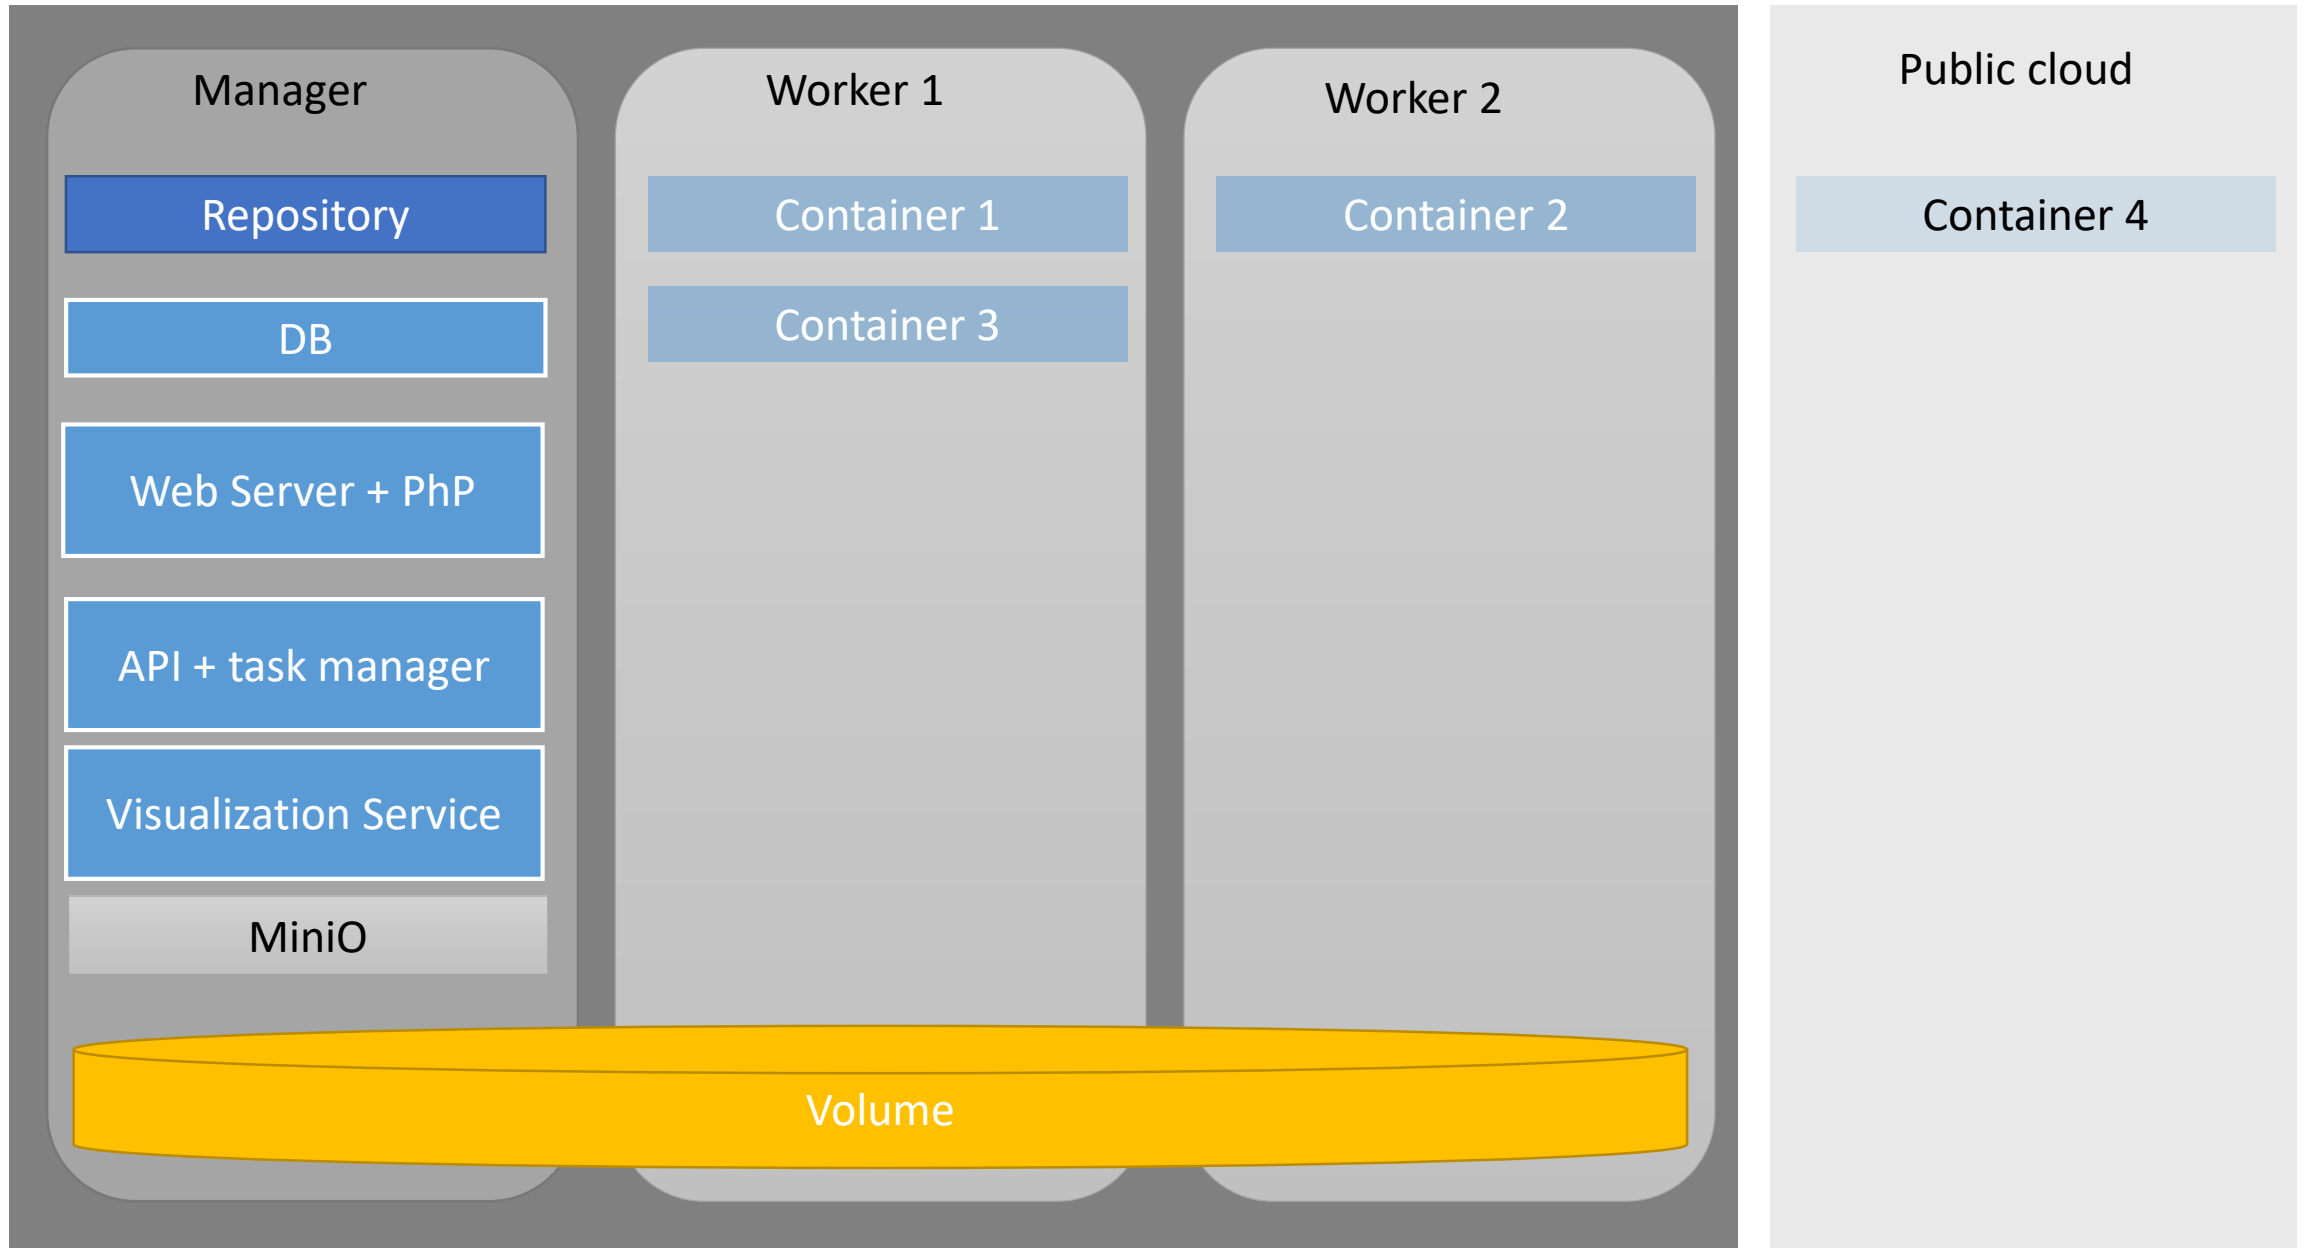 Manager
Repository
DB
Web Server + PhP
API + task manager
Visualization Service
MiniO
Worker 1
Container 1
Container 3
Worker 2
Container 2
Volume
Public cloud
Container 4